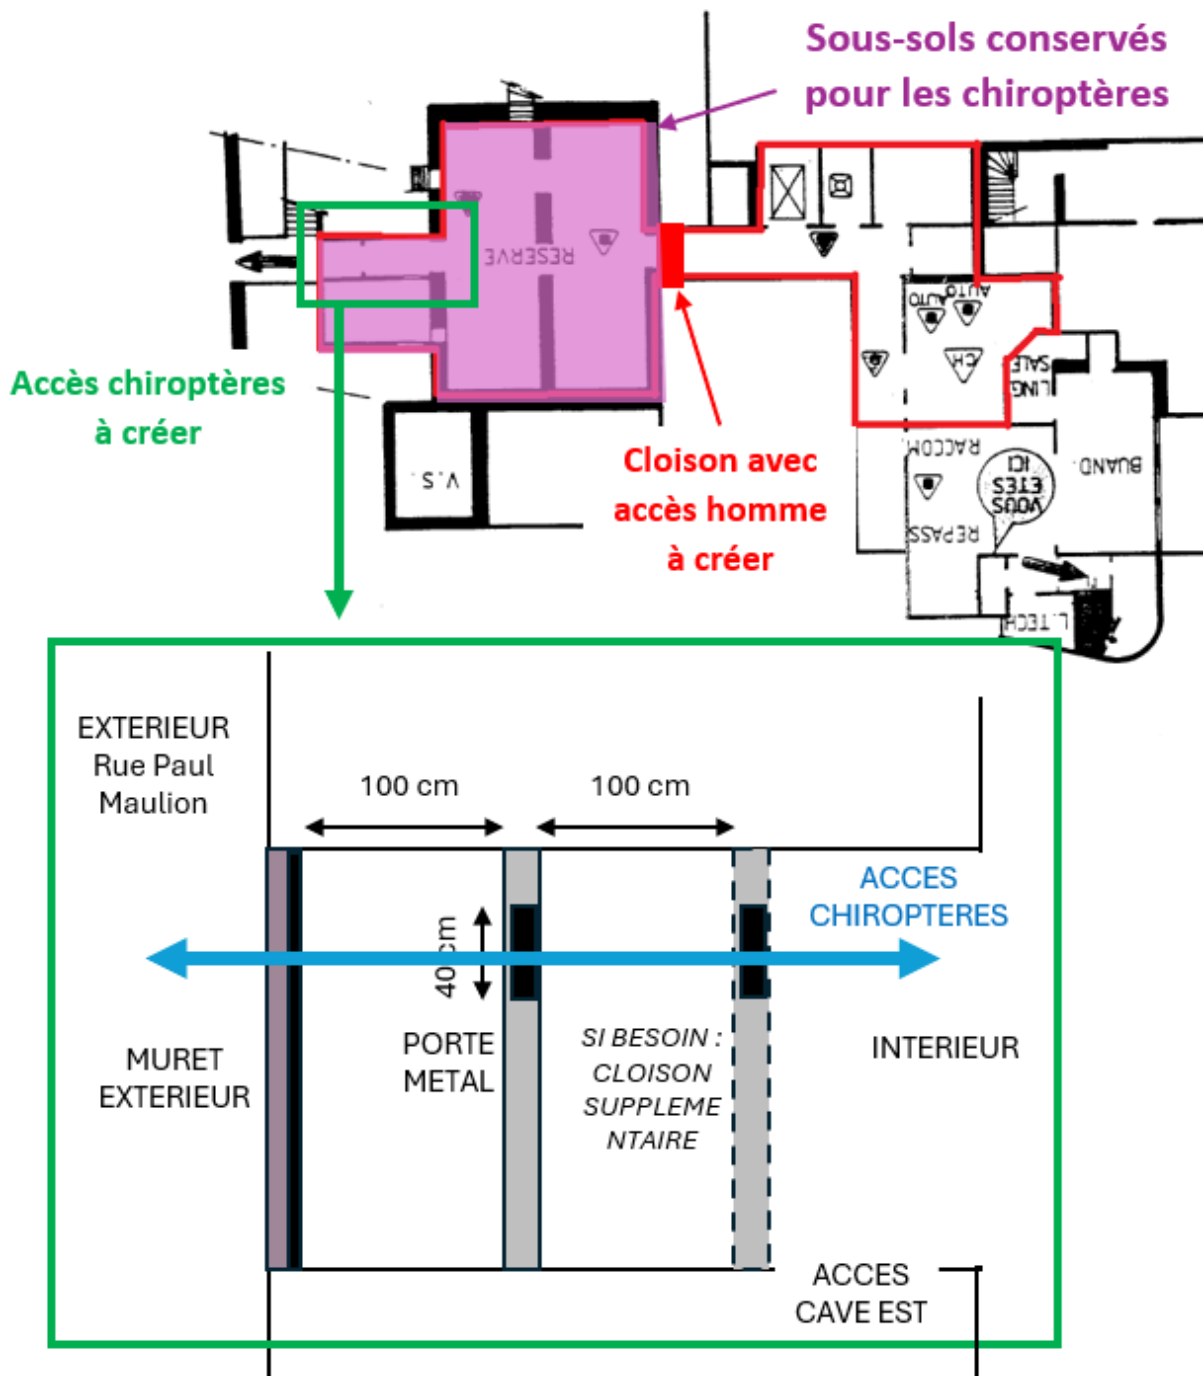 Sous-sols conservés
pour les chiroptères
RESERVE
AUTO
AUTO
CH
SALE
LING
Accès chiroptères
à créer
V.S.
Cloison avec
accès homme
à créer
RACCOM
BUAND.
VOUS
ETES
ICI
REPASS
L.TECH
EXTERIEUR
Rue Paul
Maulion
100 cm
100 cm
ACCES
CHIROPTERES
40 cm
MURET
EXTERIEUR
PORTE
METAL
SI BESOIN :
CLOISON
SUPPLEME
NTAIRE
INTERIEUR
ACCES
CAVE EST